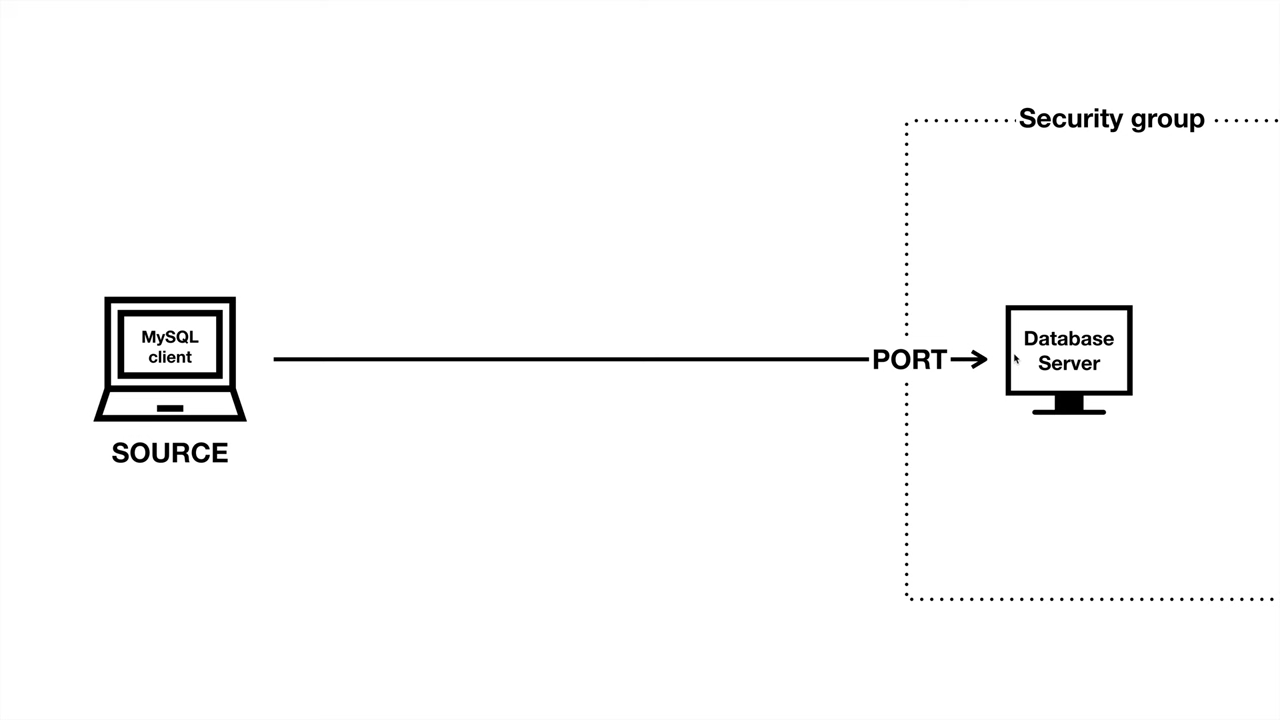 Security group
MySQL
client
PORT
Database
Server
SOURCE